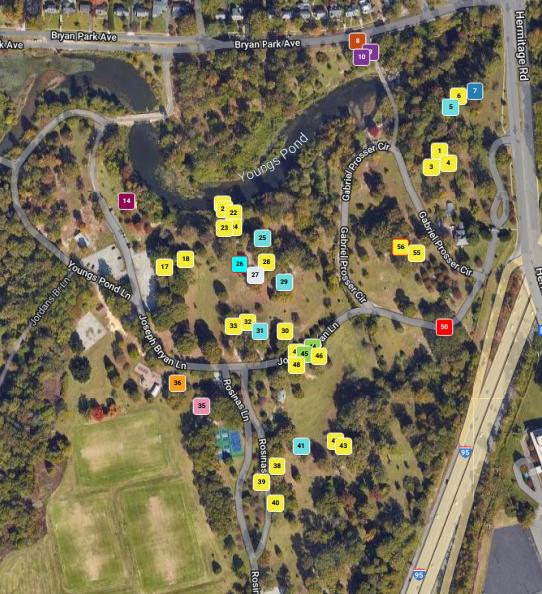 Bryan Park Ave
k Ave
Bryan Park Ave
Hermitage Rd
8
10
7
6
5
Youngs Pond
1
3
4
Gabriel Prosser Cir
14
22
23
Gabriel Prosser Cir
Gabriel Prosser Cir
25
56
55
17
18
26
28
27
29
Youngs Pond Ln
Jordans Br Ln
Joseph Bryan Ln
33
32
31
30
50
45
46
48
36
35
Rosinas Ln
41
43
Rosinas
38
39
40
95
95
Rosin